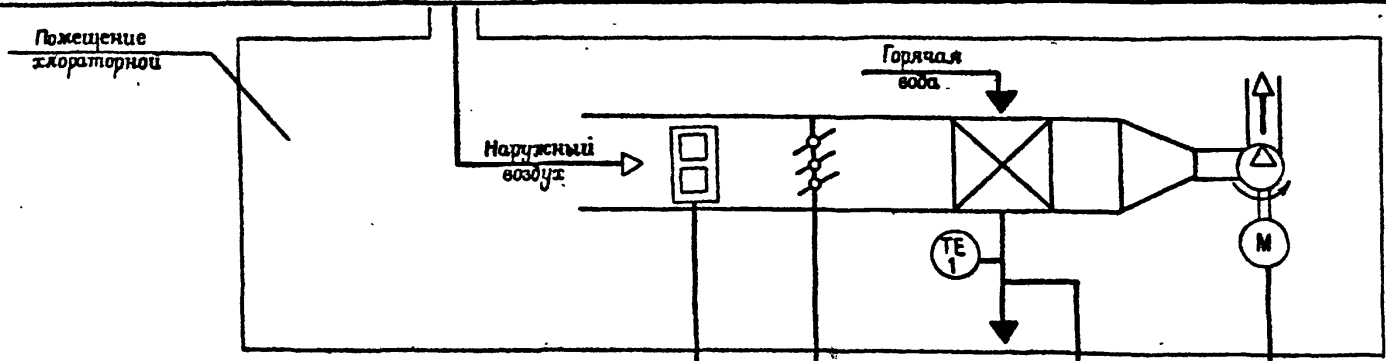 Помещение
хлораторной
Горячая
вода
Наружный
воздух
TE
1
M